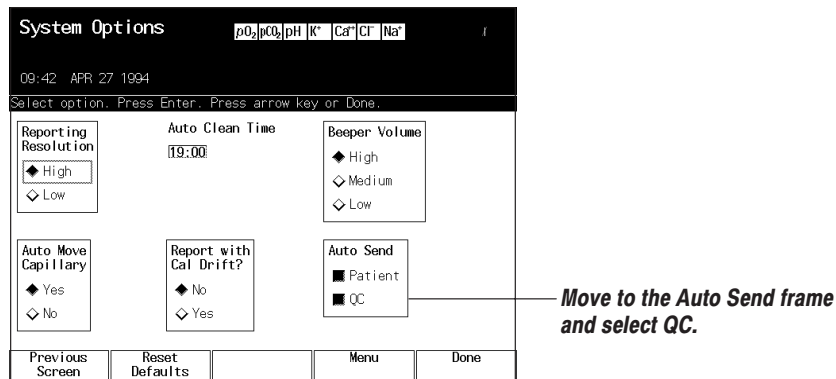 System Options
pO₂ pCO₂ pH K⁺ Ca⁺⁺ Cl⁻ Na⁺
09:42 APR 27 1994
Select option. Press Enter. Press arrow key or Done.
Reporting
Resolution
High
Low
Auto Clean Time
19:00
Beeper Volume
High
Medium
Low
Auto Move
Capillary
Yes
No
Report with
Cal Drift?
No
Yes
Auto Send
Patient
QC
Move to the Auto Send frame
and select QC.
Previous
Screen
Reset
Defaults
Menu
Done